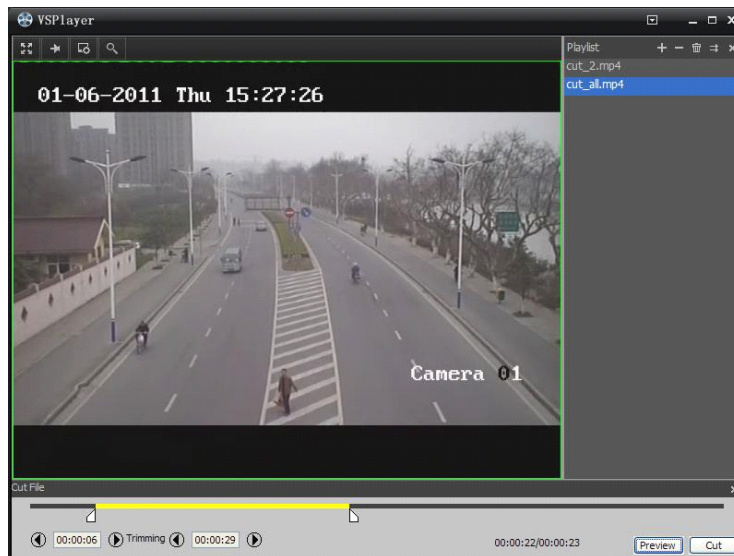 VSPlayer
Playlist
cut_2.mp4
cut_all.mp4
01-06-2011 Thu 15:27:26
Camera 01
Cut File
00:00:06 Trimming 00:00:29 00:00:22/00:00:23 Preview Cut